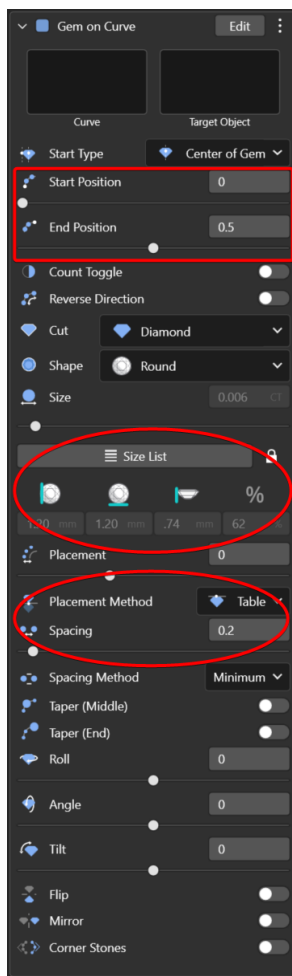 Gem on Curve Edit
Curve Target Object
Start Type Center of Gem
Start Position 0
End Position 0.5
Count Toggle
Reverse Direction
Cut Diamond
Shape Round
Size 0.006 CT
Size List
%
1.20 mm 1.20 mm .74 mm 62 %
Placement 0
Placement Method Table
Spacing 0.2
Spacing Method Minimum
Taper (Middle)
Taper (End)
Roll 0
Angle 0
Tilt 0
Flip
Mirror
Corner Stones